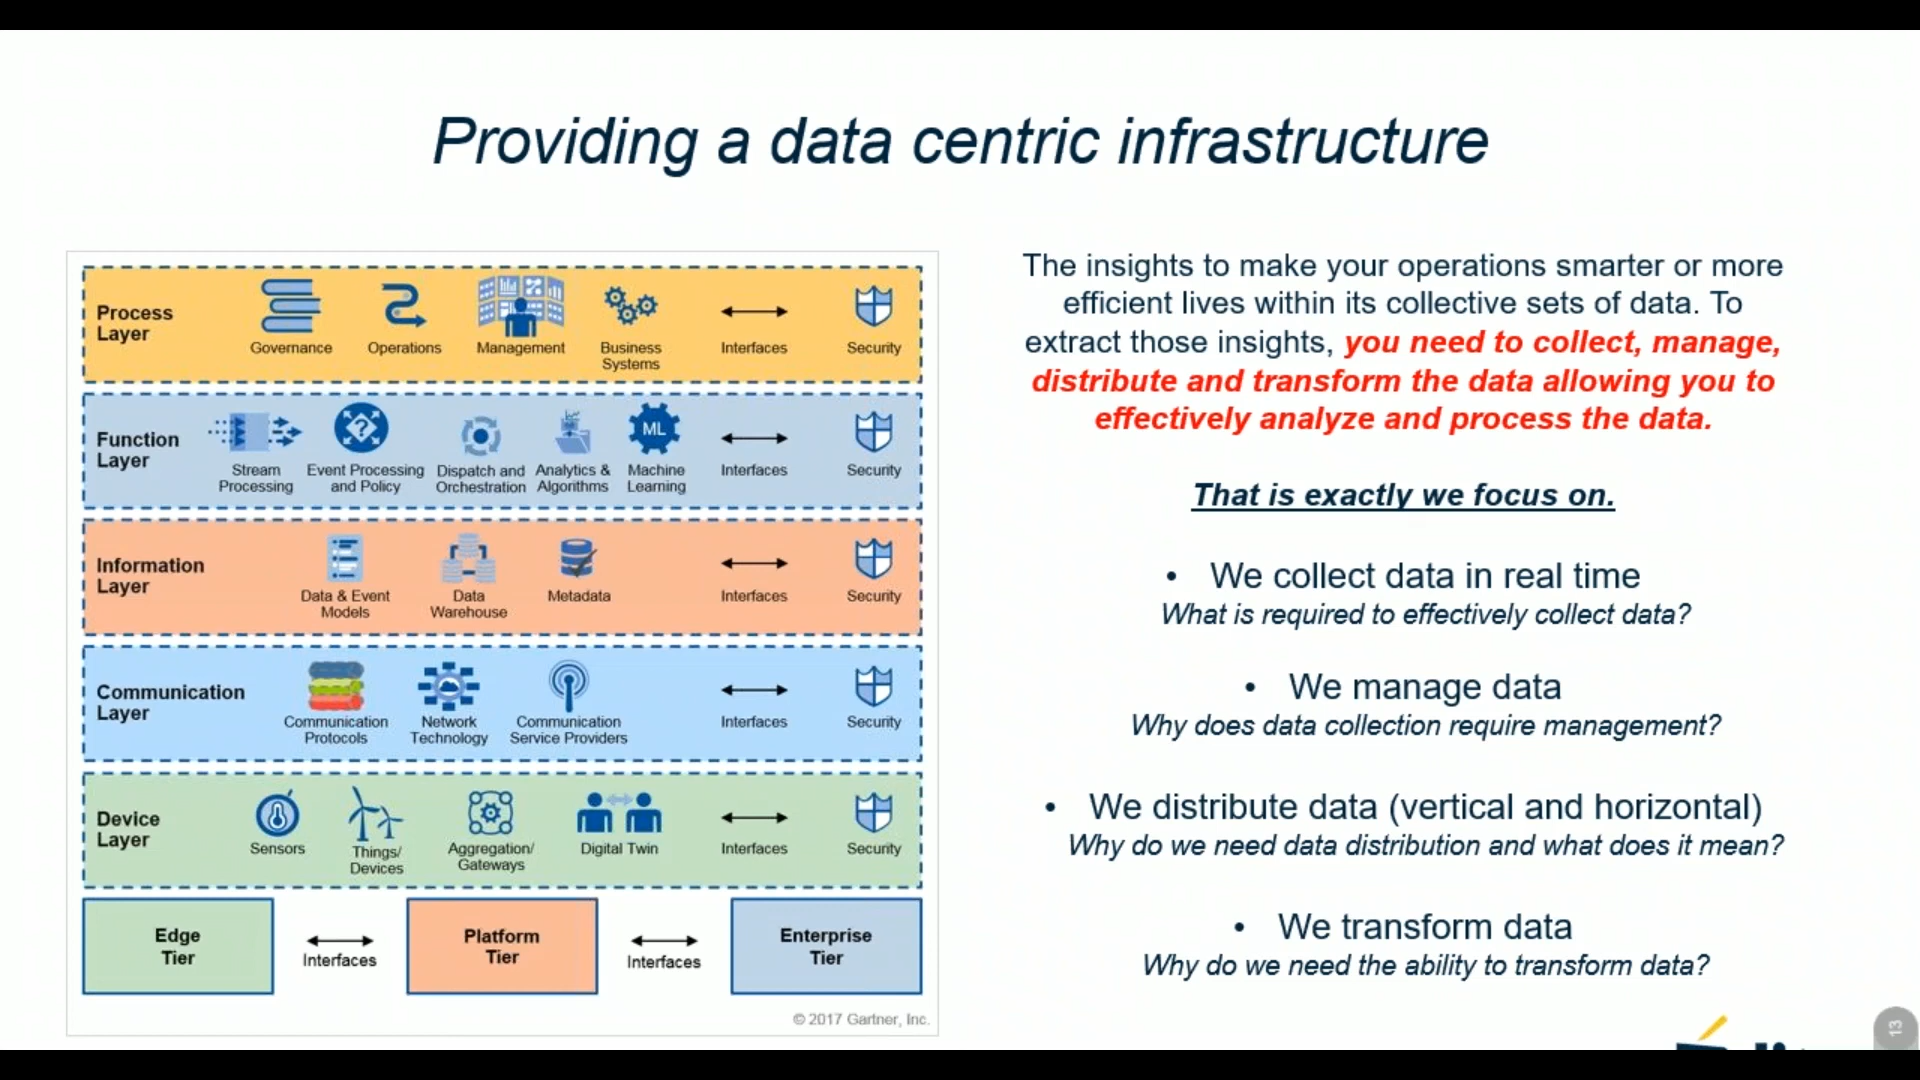 Providing a data centric infrastructure
Process
Layer
Governance
Operations
Management
Business
Systems
Interfaces
Security
Function
Layer
Stream
Processing
Event Processing
and Policy
Dispatch and
Orchestration
Analytics &
Algorithms
ML
Machine
Learning
Interfaces
Security
Information
Layer
Data & Event
Models
Data
Warehouse
Metadata
Interfaces
Security
Communication
Layer
Communication
Protocols
Network
Technology
Communication
Service Providers
Interfaces
Security
Device
Layer
Sensors
Things/
Devices
Aggregation/
Gateways
Digital Twin
Interfaces
Security
Edge
Tier
Interfaces
Platform
Tier
Interfaces
Enterprise
Tier
© 2017 Gartner, Inc.
The insights to make your operations smarter or more
efficient lives within its collective sets of data. To
extract those insights, you need to collect, manage,
distribute and transform the data allowing you to
effectively analyze and process the data.
That is exactly we focus on.
• We collect data in real time
What is required to effectively collect data?
• We manage data
Why does data collection require management?
• We distribute data (vertical and horizontal)
Why do we need data distribution and what does it mean?
• We transform data
Why do we need the ability to transform data?
13